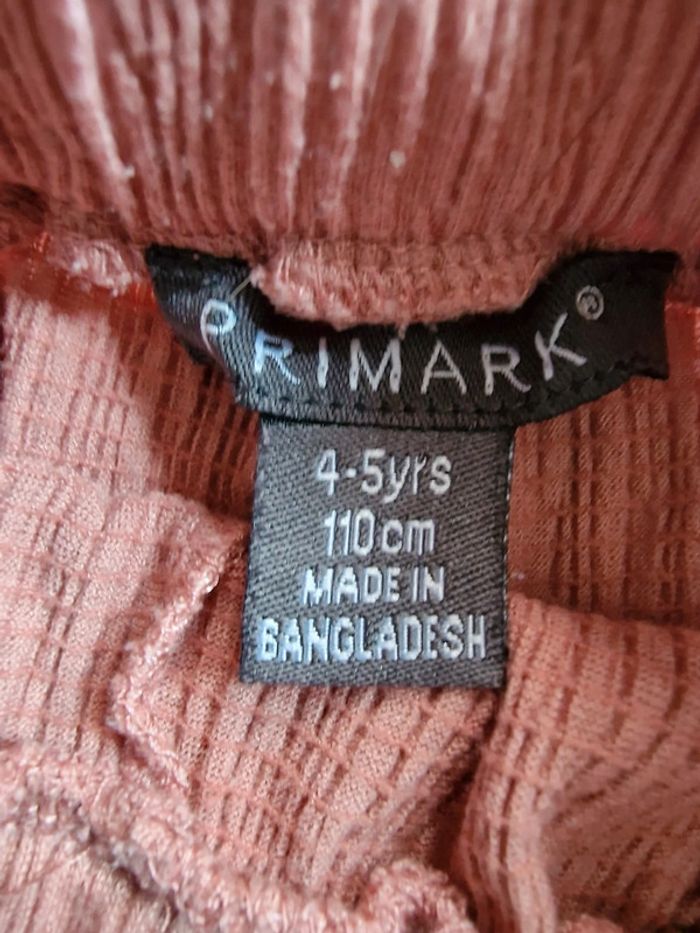 PRIMARK®
4-5yrs
110cm
MADE IN
BANGLADESH